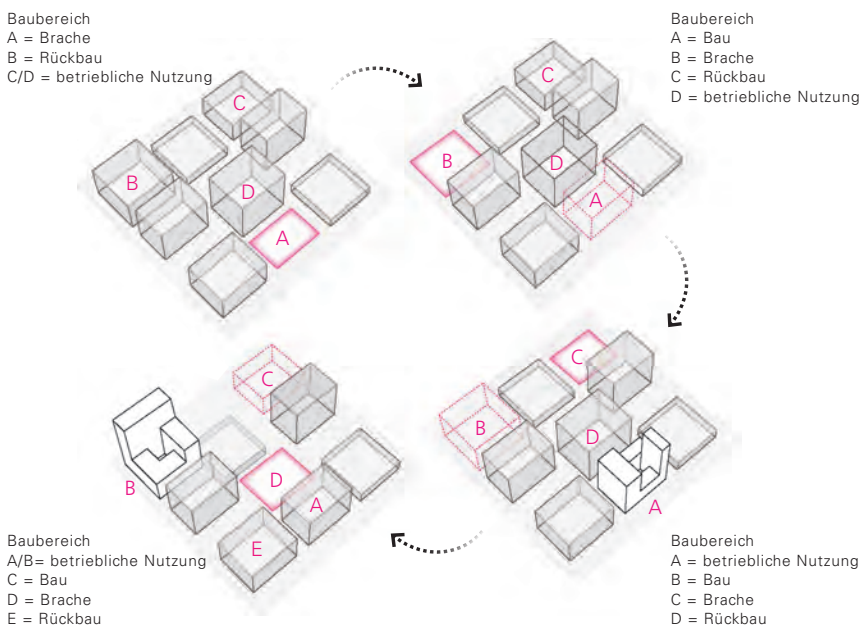 Baubereich
A = Brache
B = Rückbau
C/D = betriebliche Nutzung
C
B
D
A
Baubereich
A = Bau
B = Brache
C = Rückbau
D = betriebliche Nutzung
C
B
D
A
C
B
D
A
E
Baubereich
A/B= betriebliche Nutzung
C = Bau
D = Brache
E = Rückbau
C
B
D
A
Baubereich
A = betriebliche Nutzung
B = Bau
C = Brache
D = Rückbau